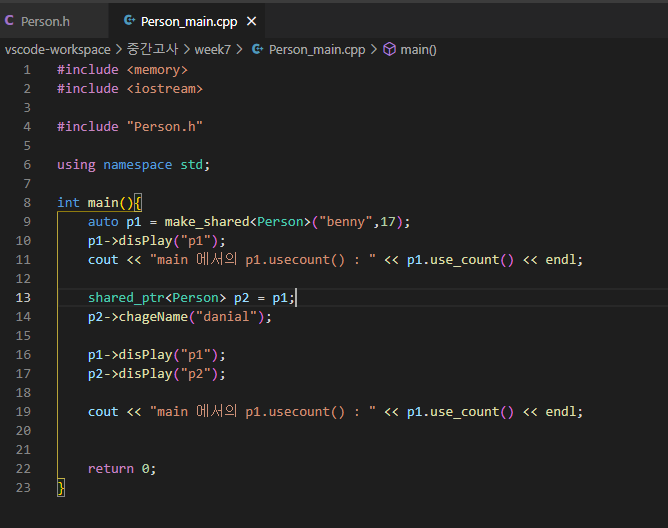 Person.h Person_main.cpp
vscode-workspace > 중간고사 > week7 > Person_main.cpp > main()
1 #include <memory>
2 #include <iostream>
3
4 #include "Person.h"
5
6 using namespace std;
7
8 int main(){
9 auto p1 = make_shared<Person>("benny",17);
10 p1->disPlay("p1");
11 cout << "main 에서의 p1.usecount() : " << p1.use_count() << endl;
12
13 shared_ptr<Person> p2 = p1;
14 p2->chageName("danial");
15
16 p1->disPlay("p1");
17 p2->disPlay("p2");
18
19 cout << "main 에서의 p1.usecount() : " << p1.use_count() << endl;
20
21
22 return 0;
23 }